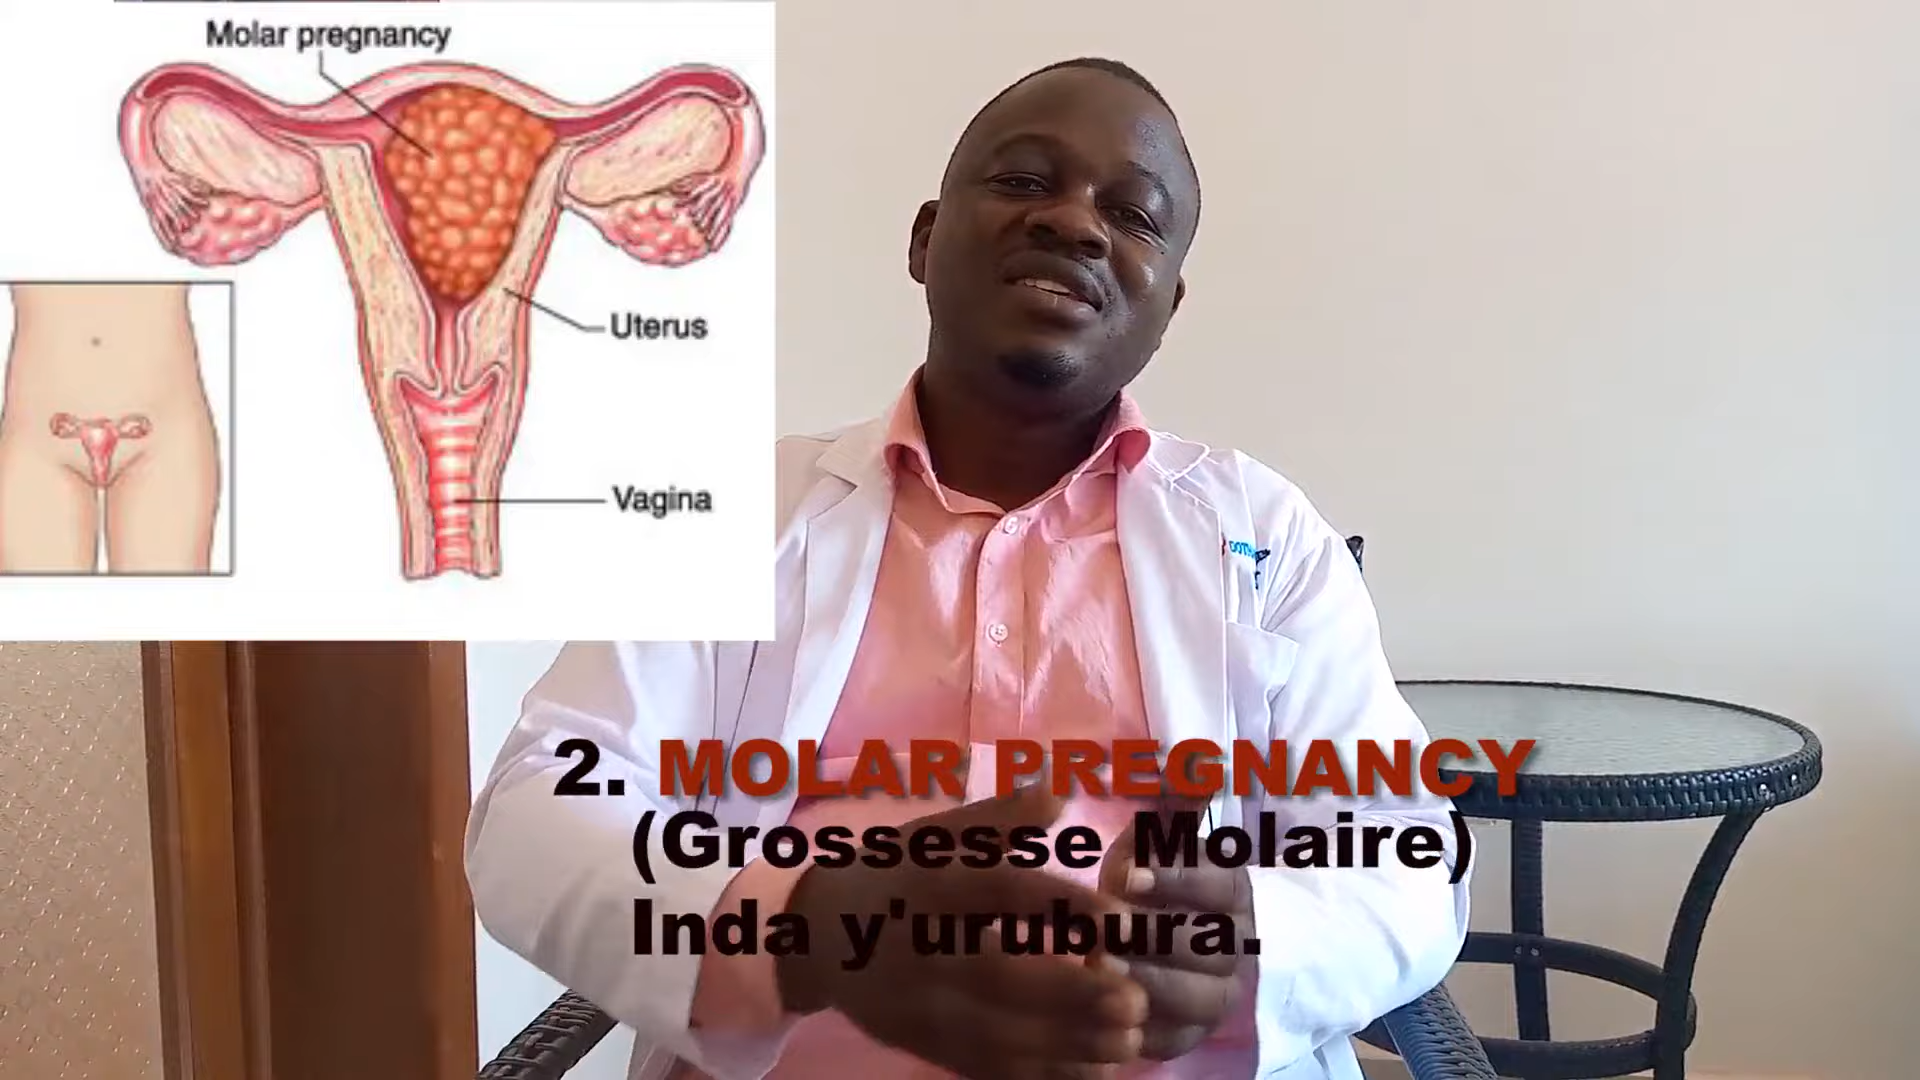 Molar pregnancy
Uterus
Vagina
2. MOLAR PREGNANCY
(Grossesse Molaire)
Inda y'urubura.